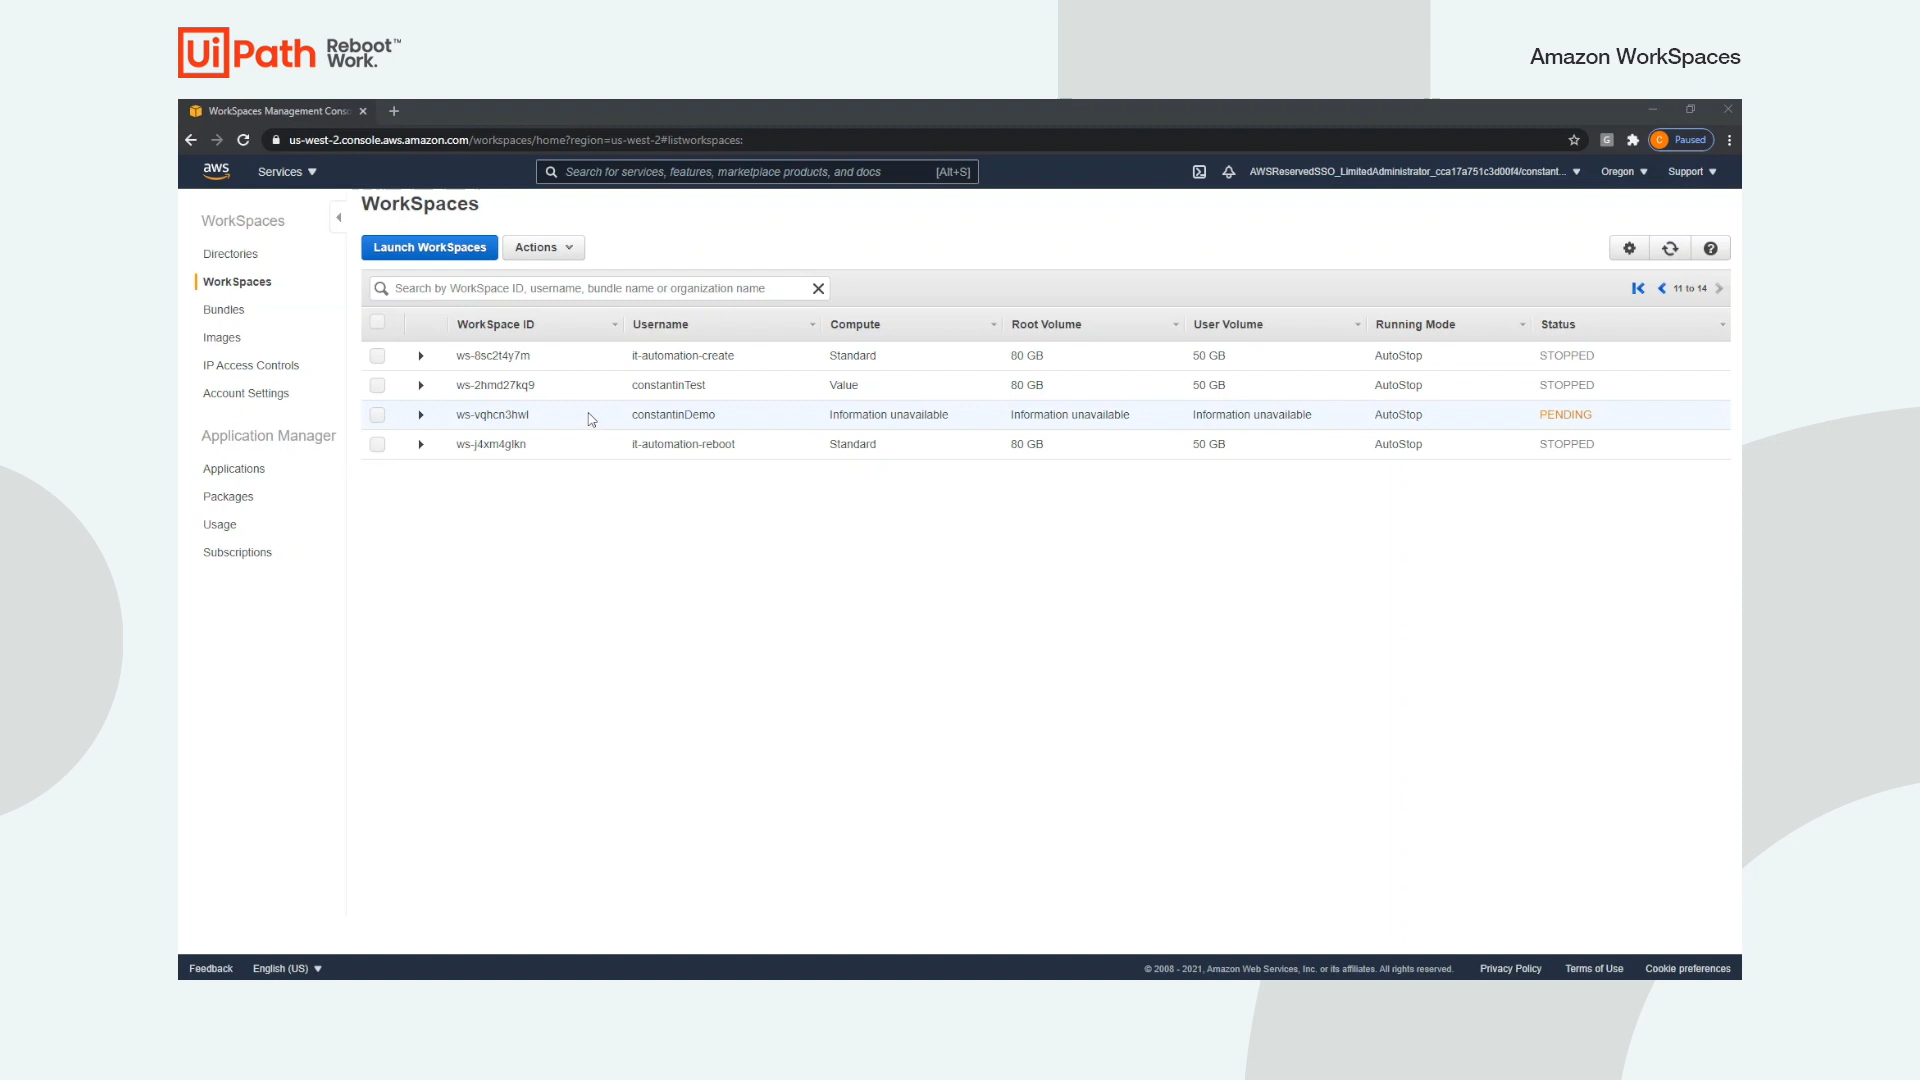 UiPath Reboot Work.™
Amazon WorkSpaces
WorkSpaces Management Conso
us-west-2.console.aws.amazon.com/workspaces/home?region=us-west-2#listworkspaces:
G
C Paused
aws Services Search for services, features, marketplace products, and docs [Alt+S] AWSReservedSSO_LimitedAdministrator_cca17a751c3d00f4/constant... Oregon Support
WorkSpaces
Directories
WorkSpaces
Bundles
Images
IP Access Controls
Account Settings
Application Manager
Applications
Packages
Usage
Subscriptions
WorkSpaces
Launch WorkSpaces Actions
Search by WorkSpace ID, username, bundle name or organization name
11 to 14
WorkSpace ID Username Compute Root Volume User Volume Running Mode Status
ws-8sc2t4y7m it-automation-create Standard 80 GB 50 GB AutoStop STOPPED
ws-2hmd27kq9 constantinTest Value 80 GB 50 GB AutoStop STOPPED
ws-vqhcn3hwl constantinDemo Information unavailable Information unavailable Information unavailable AutoStop PENDING
ws-j4xm4glkn it-automation-reboot Standard 80 GB 50 GB AutoStop STOPPED
Feedback English (US) © 2008 - 2021, Amazon Web Services, Inc. or its affiliates. All rights reserved. Privacy Policy Terms of Use Cookie preferences